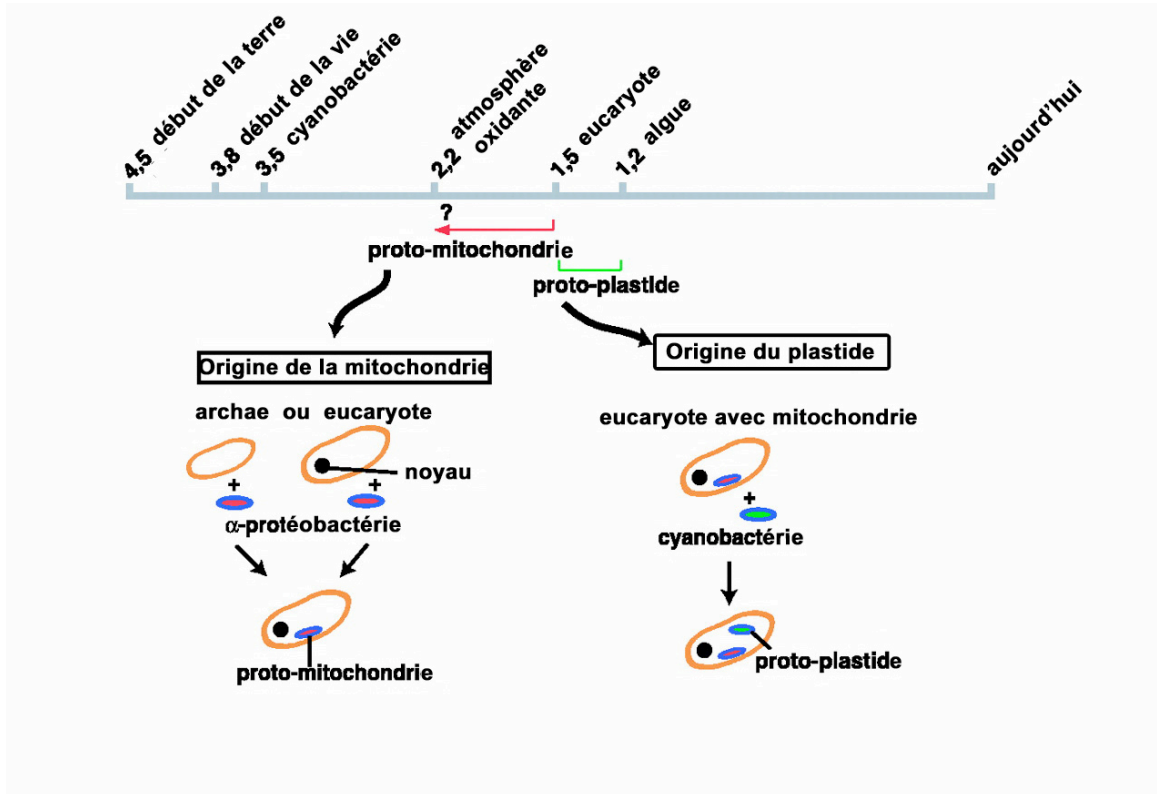 4,5 début de la terre
3,8 début de la vie
3,5 cyanobactérie
2,2 atmosphère
oxidante
1,5 eucaryote
1,2 algue
aujourd'hui
?
proto-mitochondrie
proto-plastide
Origine de la mitochondrie
Origine du plastide
archae ou eucaryote
eucaryote avec mitochondrie
noyau
+
+
+
α-protéobactérie
cyanobactérie
proto-mitochondrie
proto-plastide